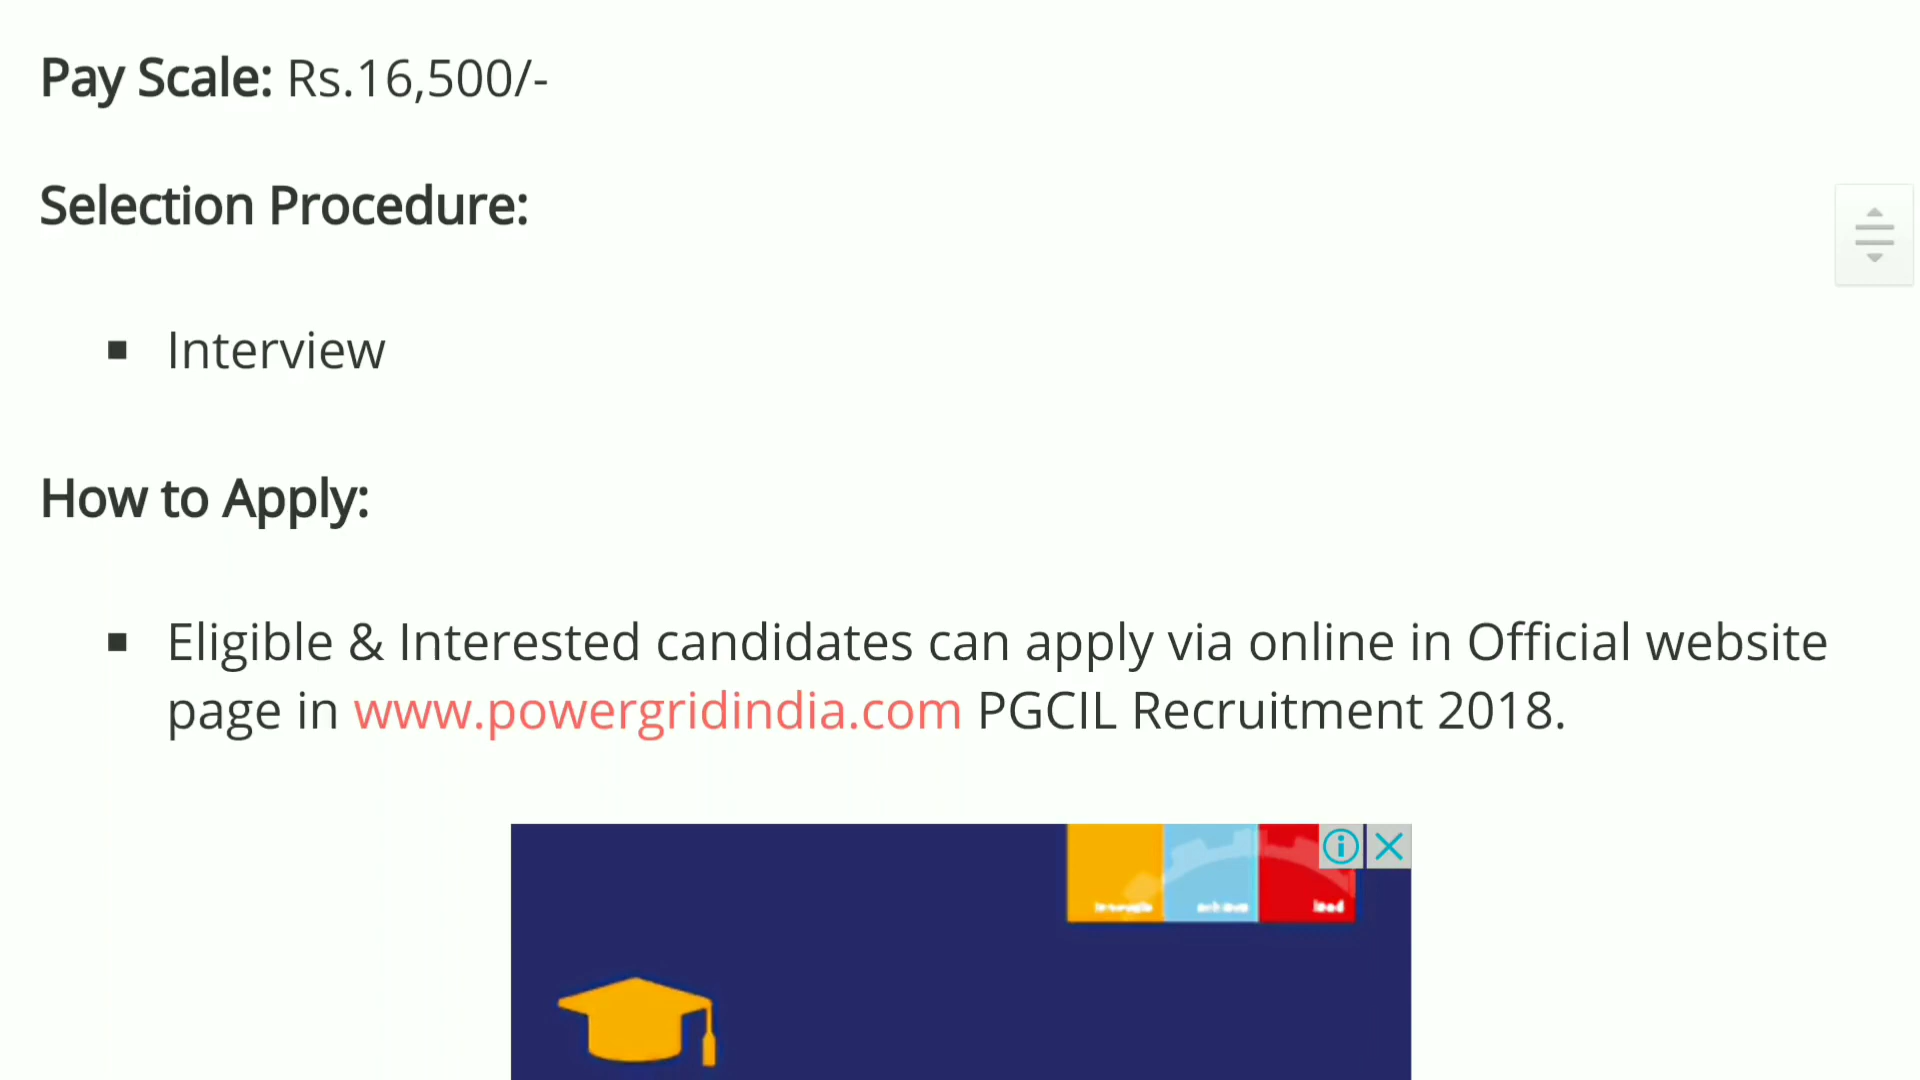 Pay Scale: Rs.16,500/-
Selection Procedure:
▪ Interview
How to Apply:
▪ Eligible & Interested candidates can apply via online in Official website
page in www.powergridindia.com PGCIL Recruitment 2018.
lead